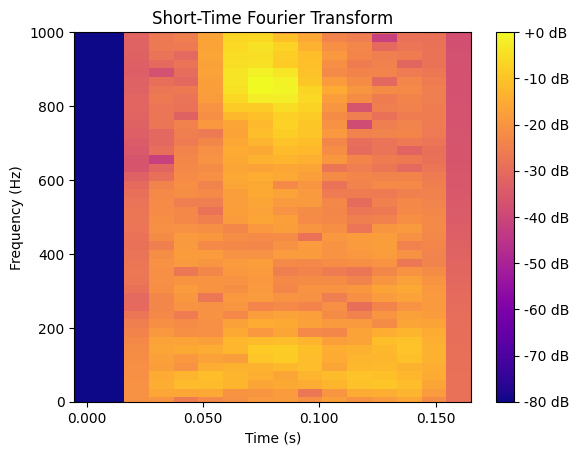 Short-Time Fourier Transform
1000
800
600
400
200
0
Frequency (Hz)
0.000
0.050
0.100
0.150
Time (s)
+0 dB
-10 dB
-20 dB
-30 dB
-40 dB
-50 dB
-60 dB
-70 dB
-80 dB